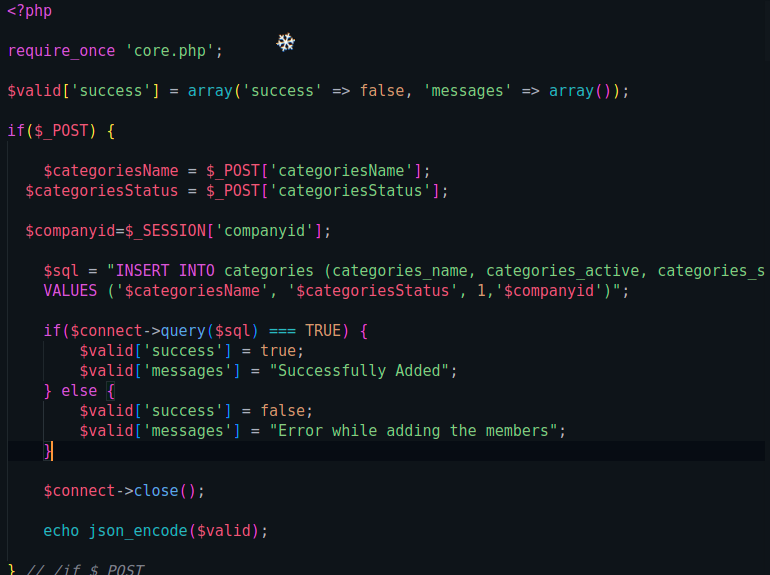 <?php
require_once 'core.php';
$valid['success'] = array('success' => false, 'messages' => array());
if($_POST) {
$categoriesName = $_POST['categoriesName'];
$categoriesStatus = $_POST['categoriesStatus'];
$companyid=$_SESSION['companyid'];
$sql = "INSERT INTO categories (categories_name, categories_active, categories_s
VALUES ('$categoriesName', '$categoriesStatus', 1,'$companyid')";
if($connect->query($sql) === TRUE) {
$valid['success'] = true;
$valid['messages'] = "Successfully Added";
} else {
$valid['success'] = false;
$valid['messages'] = "Error while adding the members";
}
$connect->close();
echo json_encode($valid);
} // /if $_POST